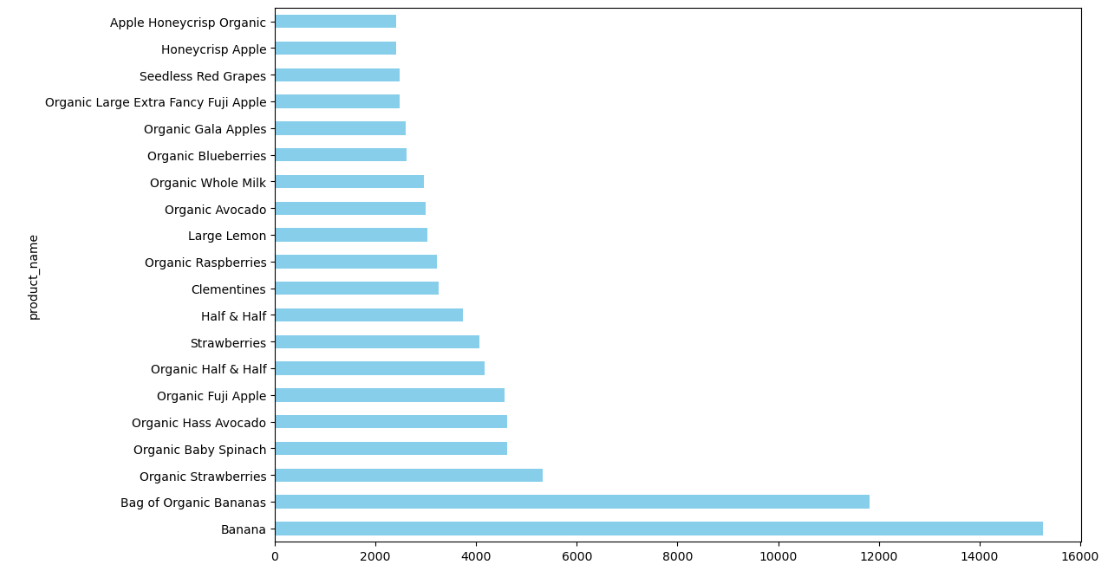 Apple Honeycrisp Organic
Honeycrisp Apple
Seedless Red Grapes
Organic Large Extra Fancy Fuji Apple
Organic Gala Apples
Organic Blueberries
Organic Whole Milk
Organic Avocado
Large Lemon
Organic Raspberries
Clementines
Half & Half
Strawberries
Organic Half & Half
Organic Fuji Apple
Organic Hass Avocado
Organic Baby Spinach
Organic Strawberries
Bag of Organic Bananas
Banana
product_name
0 2000 4000 6000 8000 10000 12000 14000 16000